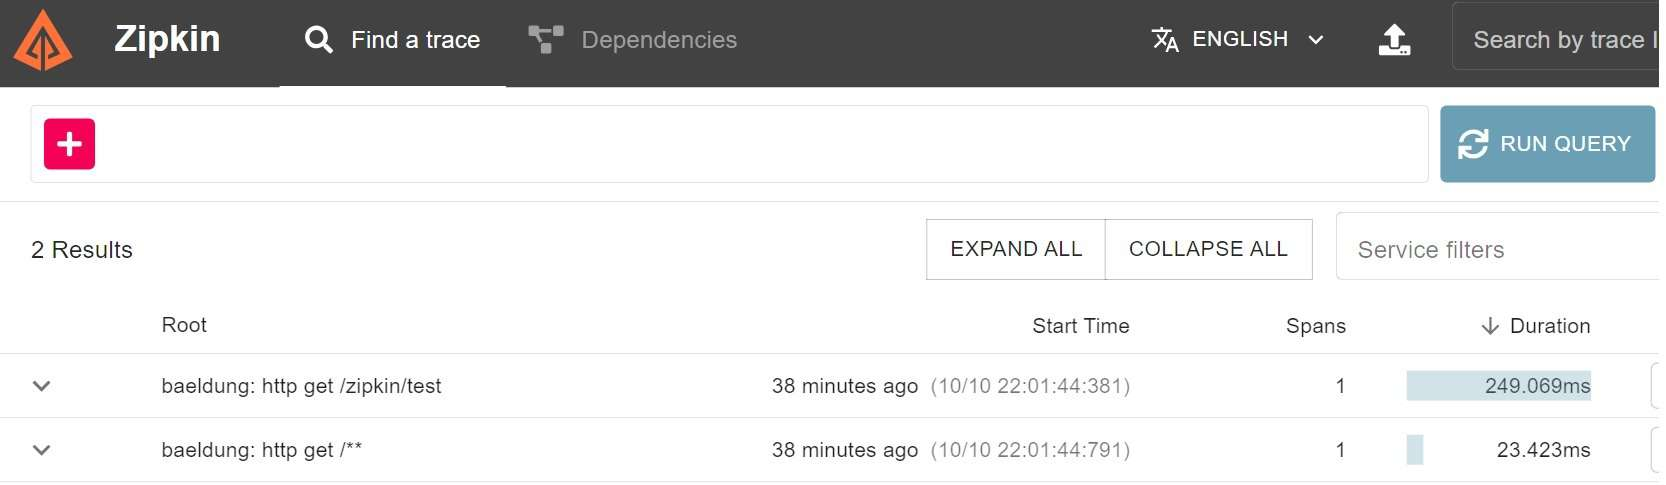 Zipkin Find a trace Dependencies ENGLISH Search by trace I
RUN QUERY
2 Results EXPAND ALL COLLAPSE ALL Service filters
Root Start Time Spans Duration
baeldung: http get /zipkin/test 38 minutes ago (10/10 22:01:44:381) 1 249.069ms
baeldung: http get /** 38 minutes ago (10/10 22:01:44:791) 1 23.423ms